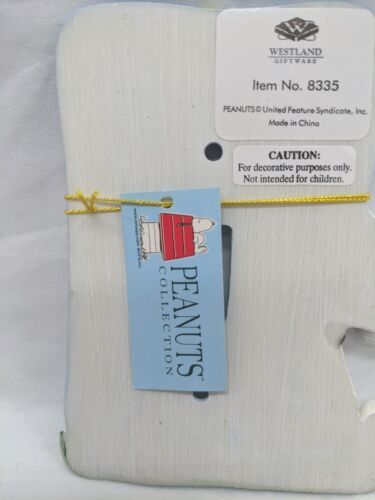 WESTLAND
GIFTWARE
Item No. 8335
PEANUTS © United Feature Syndicate, Inc.
Made in China
CAUTION:
For decorative purposes only.
Not intended for children.
PEANUTS
COLLECTION